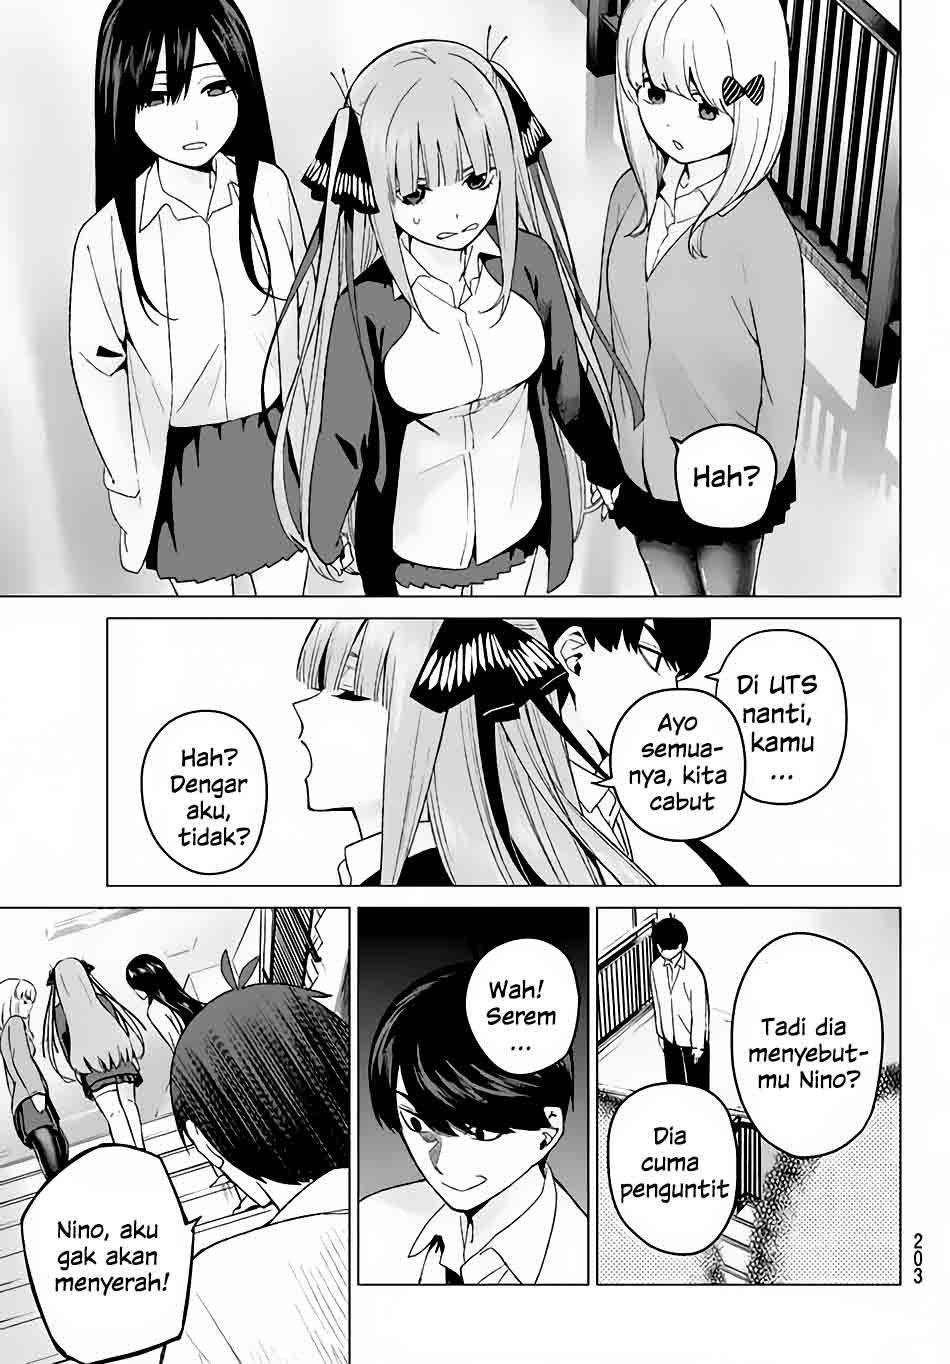 Hah?
Di UTS
nanti,
kamu
...
Ayo
semua-
nya, kita
cabut
Hah?
Dengar
aku,
tidak?
Tadi dia
menyebut-
mu Nino?
Dia
cuma
penguntit
Wah!
Serem
...
Nino, aku
gak akan
menyerah!
203